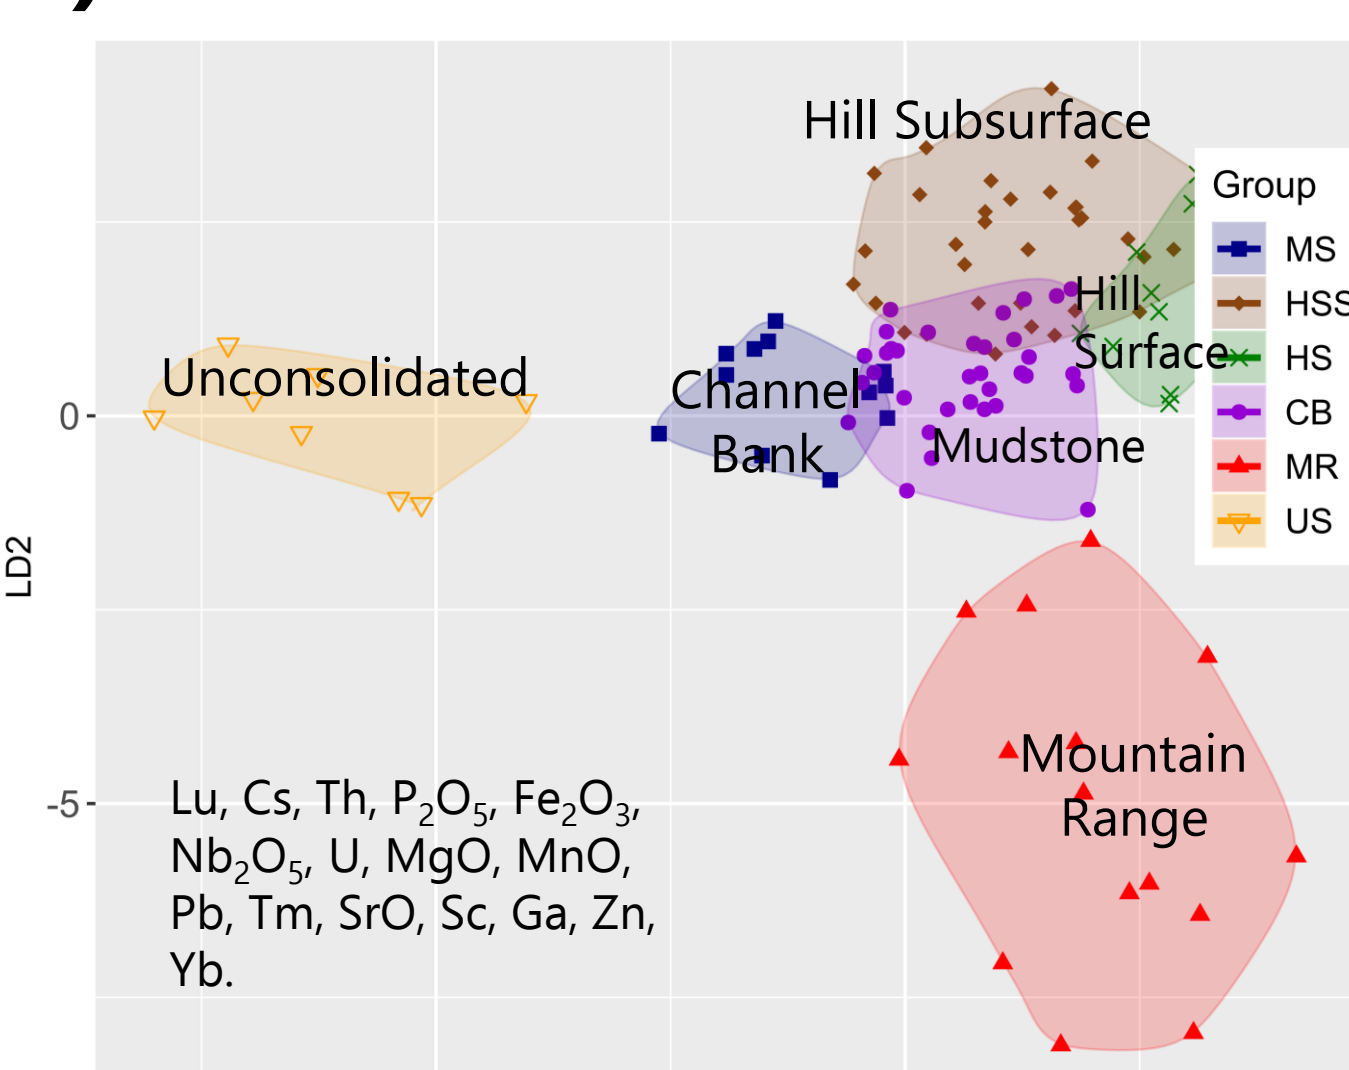 Hill Subsurface
Group
MS
HSS
HS
CB
MR
US
Hill
Surface
Unconsolidated
Channel
Bank
Mudstone
0
LD2
-5
Mountain
Range
Lu, Cs, Th, P₂O₅, Fe₂O₃,
Nb₂O₅, U, MgO, MnO,
Pb, Tm, SrO, Sc, Ga, Zn,
Yb.